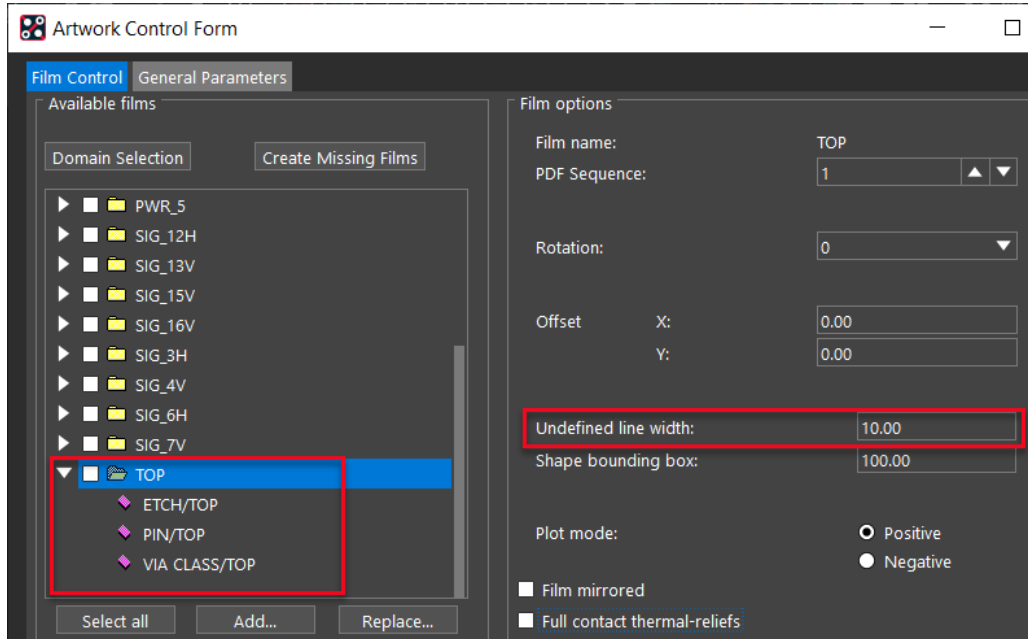 Artwork Control Form
Film Control General Parameters
Available films
Domain Selection Create Missing Films
PWR_5
SIG_12H
SIG_13V
SIG_15V
SIG_16V
SIG_3H
SIG_4V
SIG_6H
SIG_7V
TOP
ETCH/TOP
PIN/TOP
VIA CLASS/TOP
Select all Add... Replace...
Film options
Film name: TOP
PDF Sequence: 1
Rotation: 0
Offset X: 0.00
Y: 0.00
Undefined line width: 10.00
Shape bounding box: 100.00
Plot mode: Positive
Negative
Film mirrored
Full contact thermal-reliefs